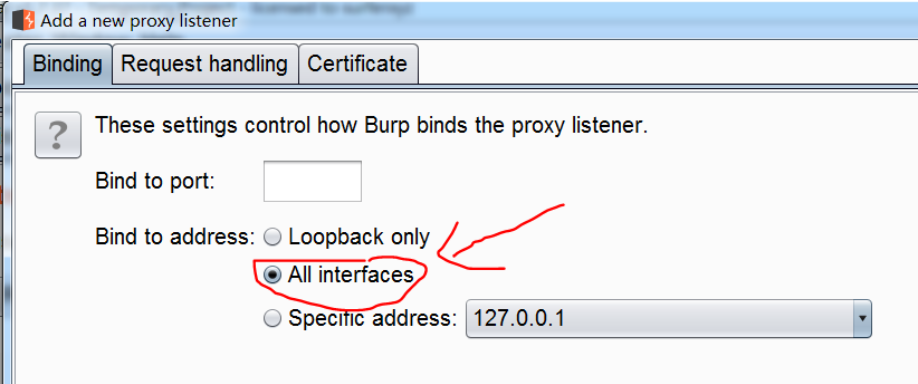 Add a new proxy listener
Binding Request handling Certificate
? These settings control how Burp binds the proxy listener.
Bind to port:
Bind to address: Loopback only
All interfaces
Specific address: 127.0.0.1